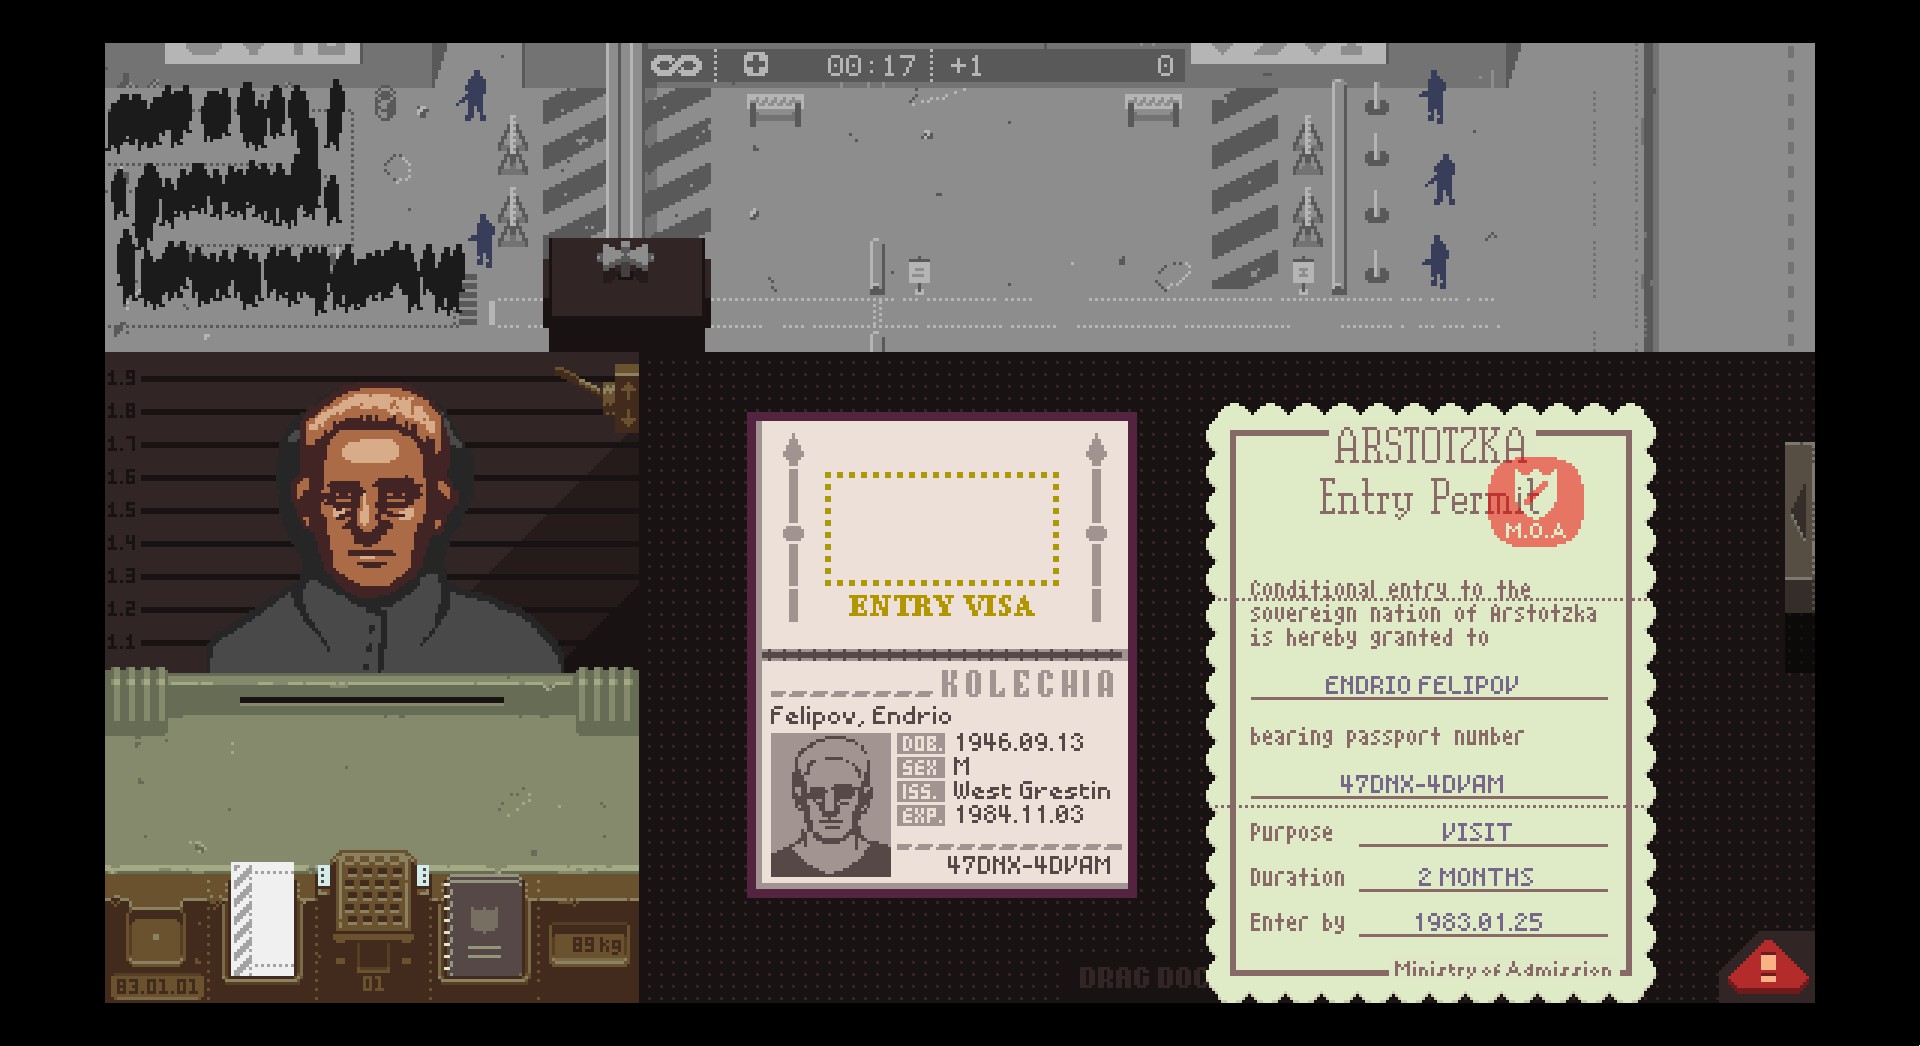 00:17 +1 0
1.9
1.8
1.7
1.6
1.5
1.4
1.3
1.2
1.1
83.01.01
01
89kg
ENTRY VISA
KOLECHIA
Felipov, Endrio
DOB. 1946.09.13
SEX M
ISS. West Grestin
EXP. 1984.11.03
47DNX-4DVAM
DRAG DOC
ARSTOTZKA
Entry Permit
M.O.A
Conditional entry to the
sovereign nation of Arstotzka
is hereby granted to
ENDRIO FELIPOV
bearing passport number
47DNX-4DVAM
Purpose VISIT
Duration 2 MONTHS
Enter by 1983.01.25
Ministry of Admission